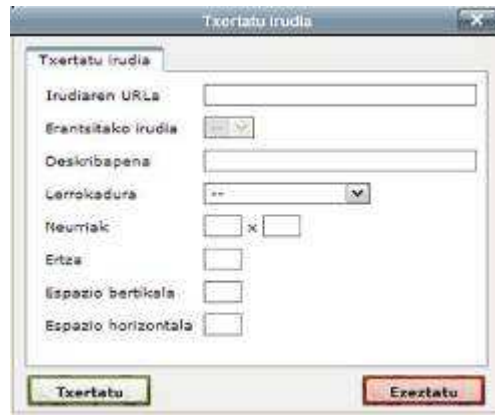 Txertatu irudia
Txertatu irudia
Irudiaren URLa
Erantsitako irudia --
Deskribapena
Lerrokadura --
Neurriak x
Ertza
Espazio bertikala
Espazio horizontala
Txertatu Ezeztatu